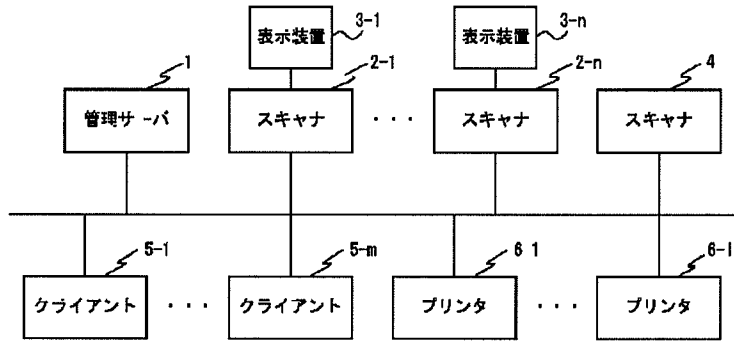 3-1
表示装置
3-n
表示装置
1
管理サ-バ
2-1
スキャナ
・・・
2-n
スキャナ
4
スキャナ
5-1
クライアント
・・・
5-m
クライアント
6 1
プリンタ
・・・
6-l
プリンタ